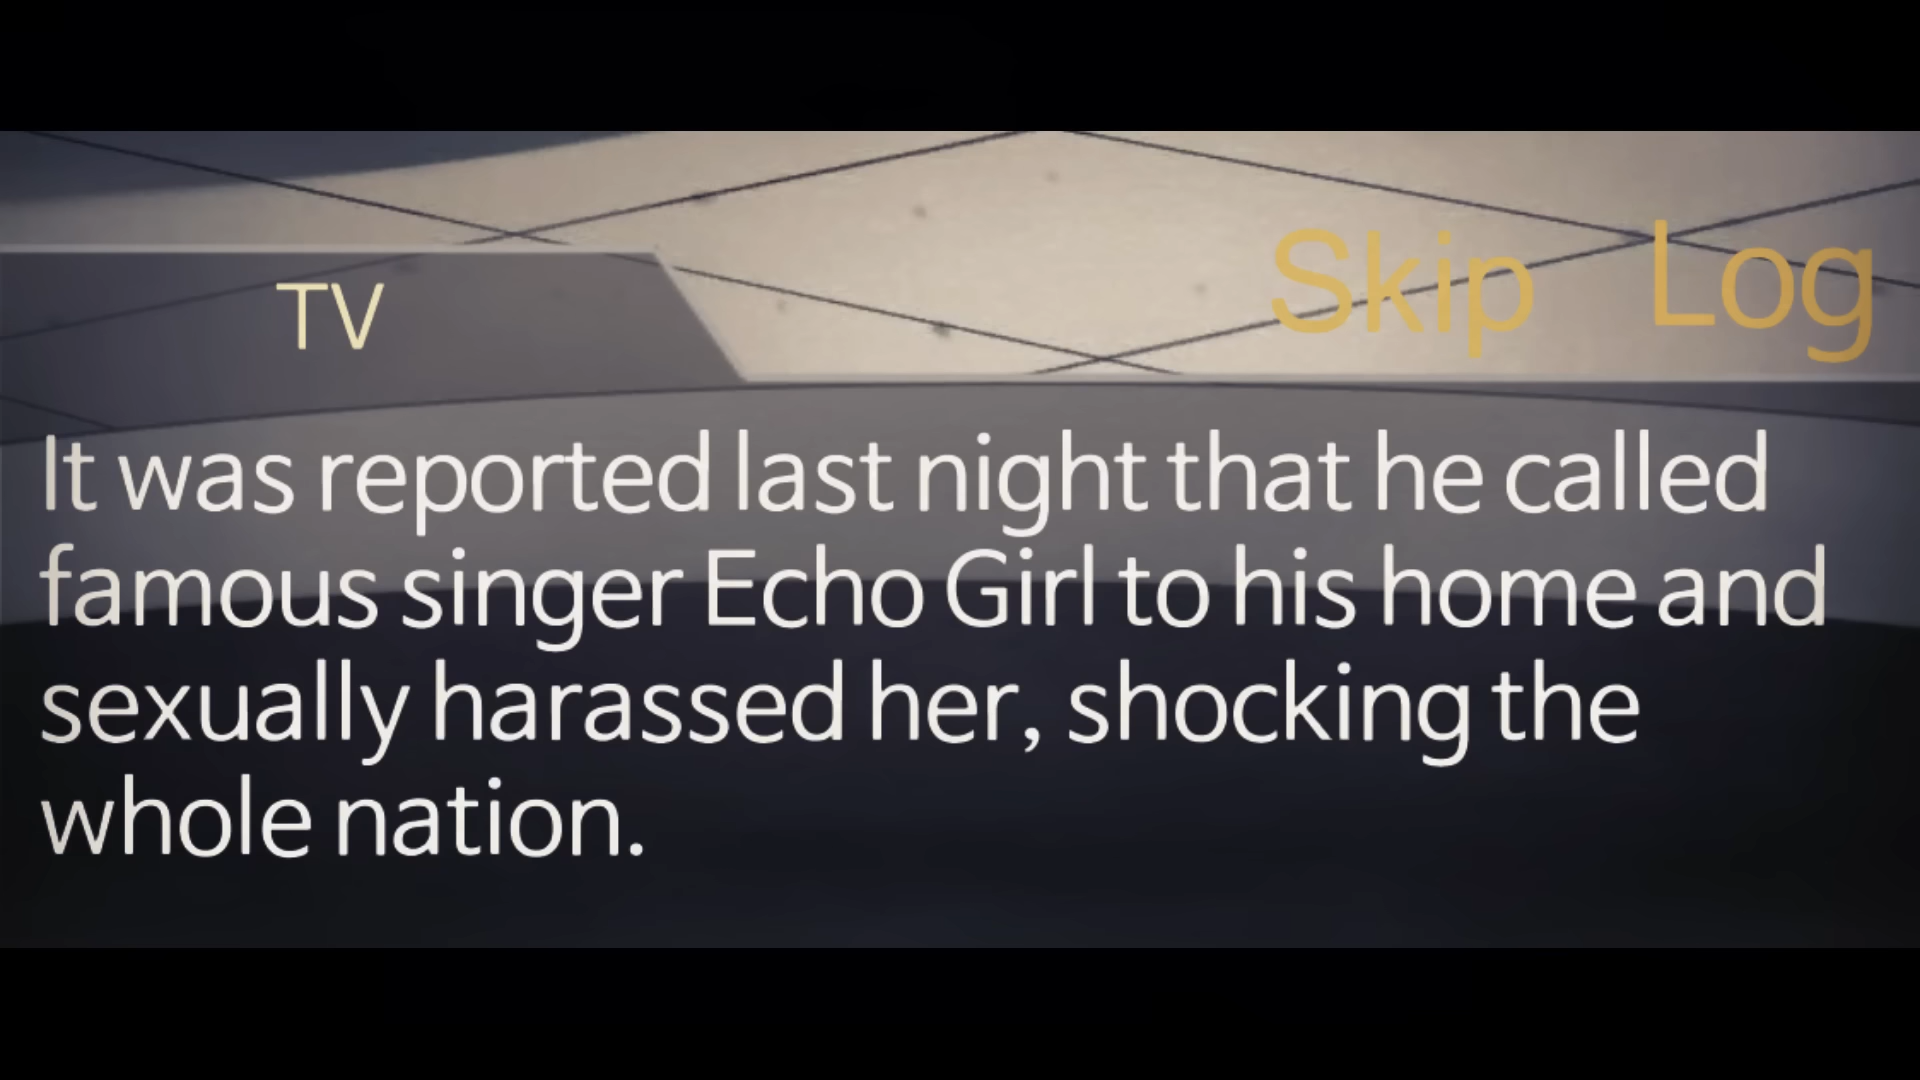 TV
Skip Log
It was reported last night that he called
famous singer Echo Girl to his home and
sexually harassed her, shocking the
whole nation.